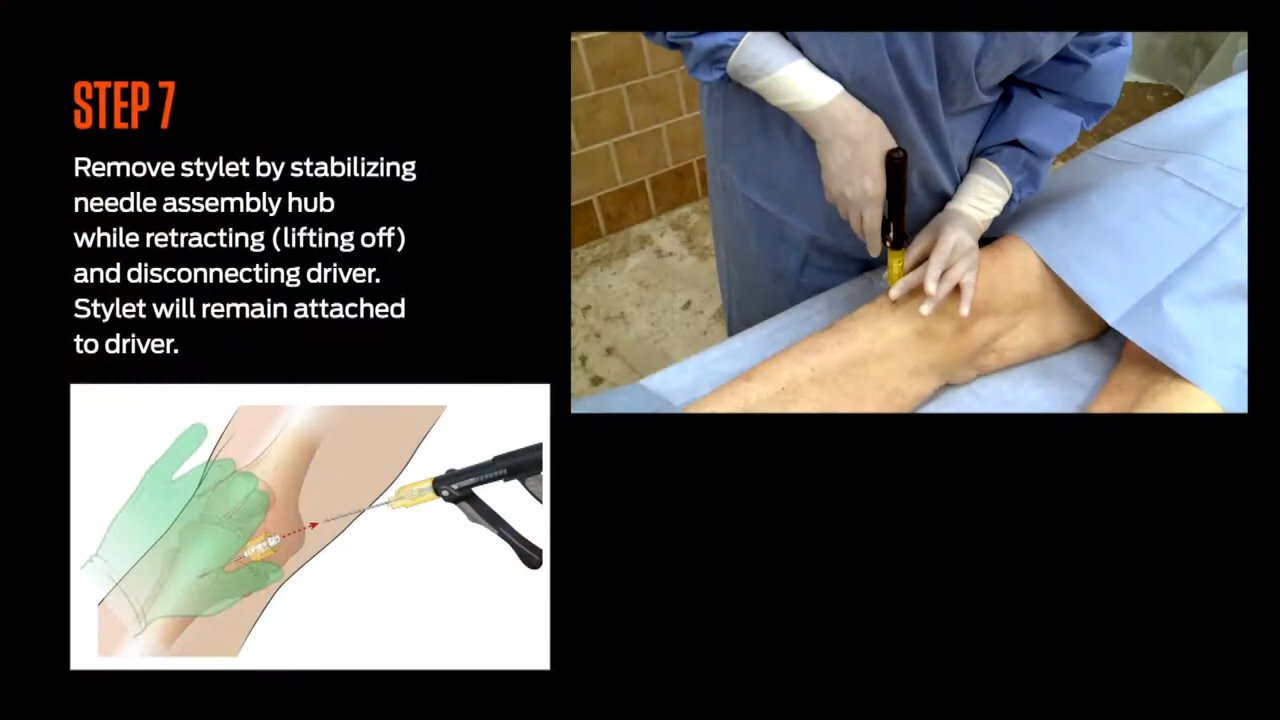 STEP 7
Remove stylet by stabilizing
needle assembly hub
while retracting (lifting off)
and disconnecting driver.
Stylet will remain attached
to driver.